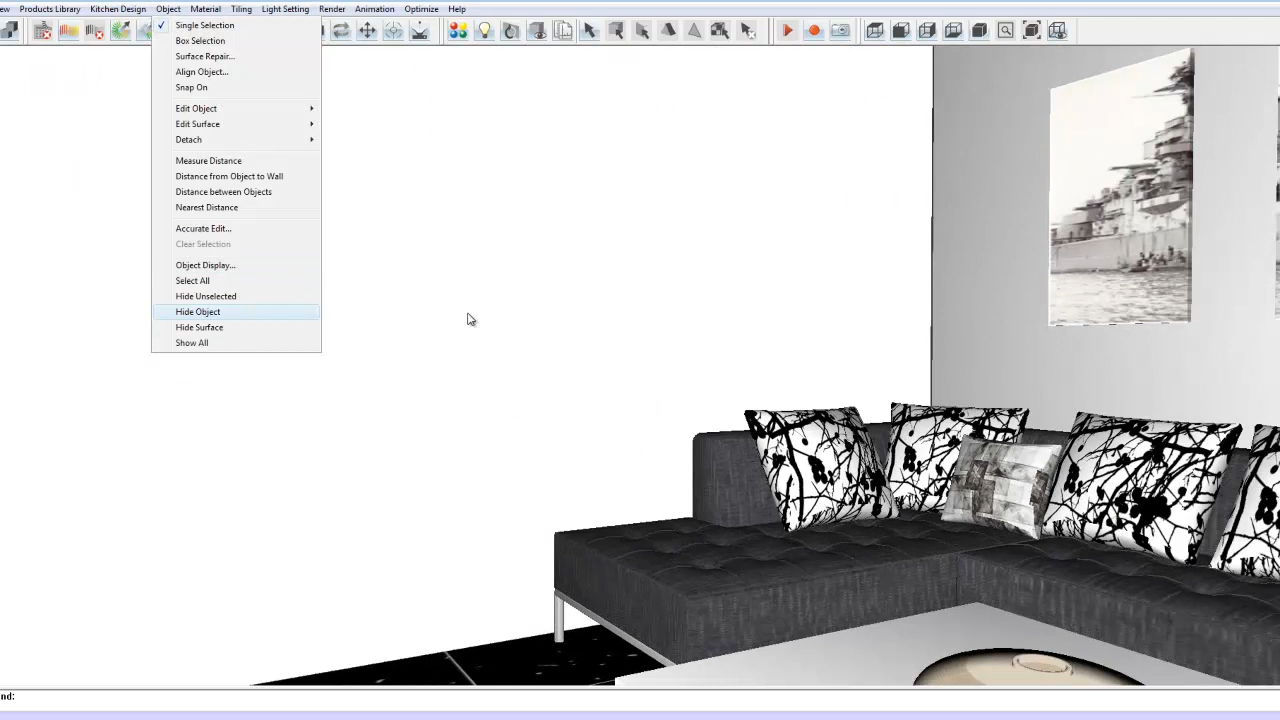 ew Products Library Kitchen Design Object Material Tiling Light Setting Render Animation Optimize Help
Single Selection
Box Selection
Surface Repair...
Align Object...
Snap On
Edit Object
Edit Surface
Detach
Measure Distance
Distance from Object to Wall
Distance between Objects
Nearest Distance
Accurate Edit...
Clear Selection
Object Display...
Select All
Hide Unselected
Hide Object
Hide Surface
Show All
nd: